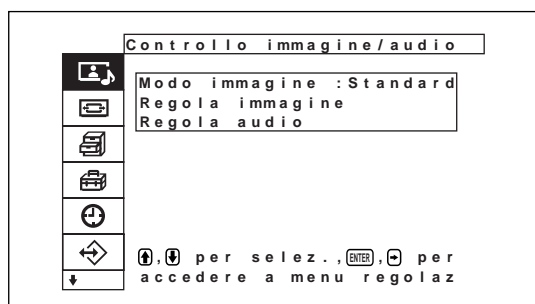 Controllo immagine/audio
Modo immagine :Standard
Regola immagine
Regola audio
↑,↓ per selez.,ENTER,→ per
accedere a menu regolaz